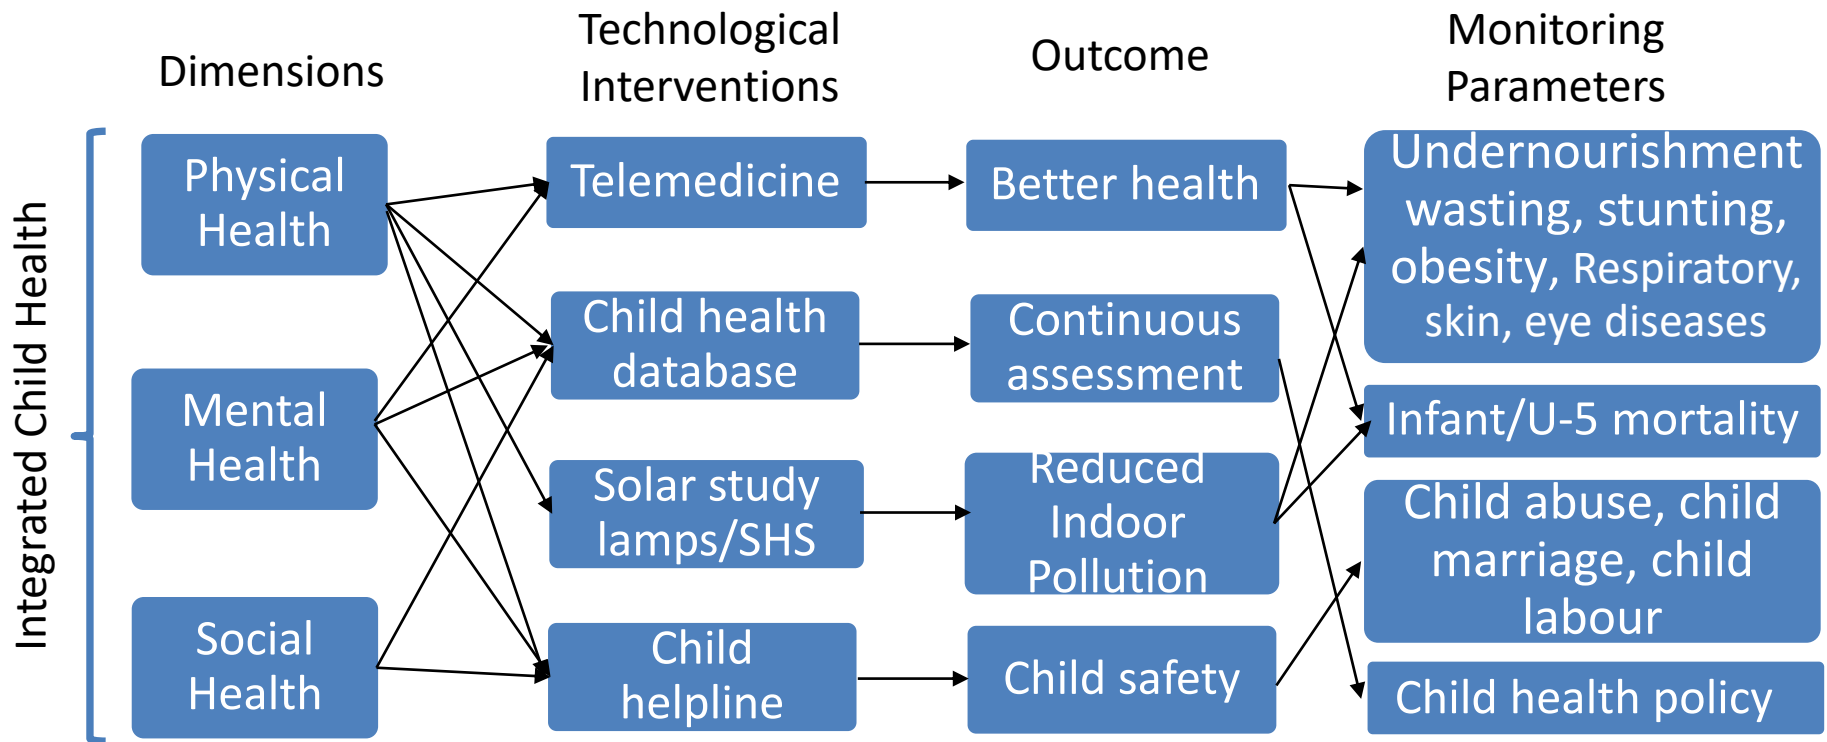 Integrated Child Health
Dimensions
Physical
Health
Mental
Health
Social
Health
Technological
Interventions
Telemedicine
Child health
database
Solar study
lamps/SHS
Child
helpline
Outcome
Better health
Continuous
assessment
Reduced
Indoor
Pollution
Child safety
Monitoring
Parameters
Undernourishment
wasting, stunting,
obesity, Respiratory,
skin, eye diseases
Infant/U-5 mortality
Child abuse, child
marriage, child
labour
Child health policy